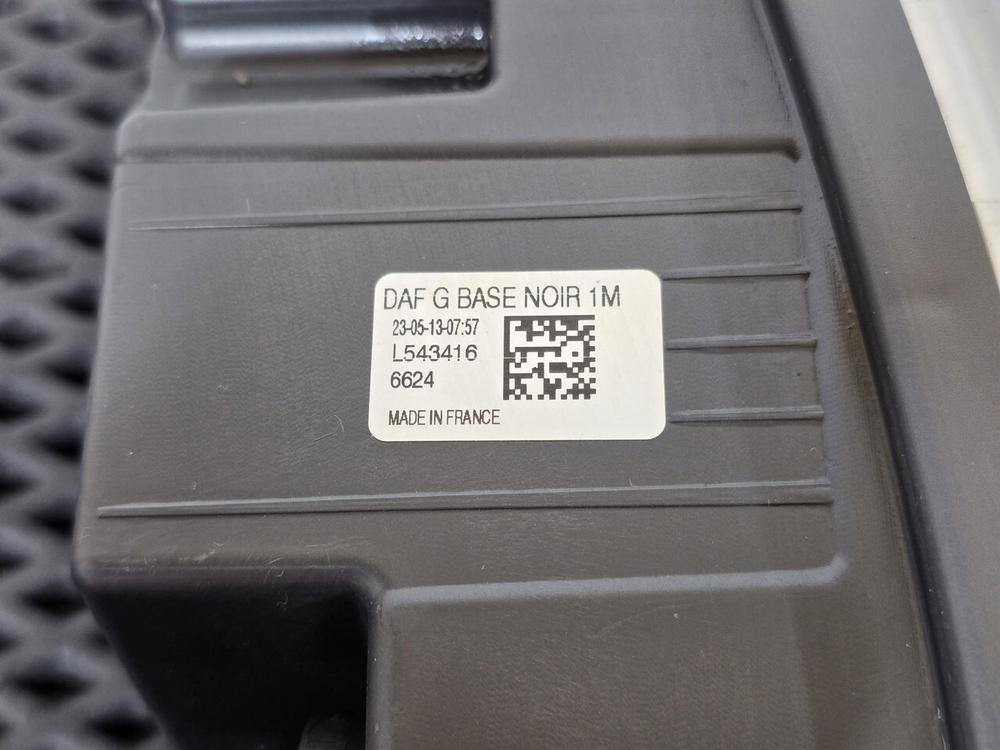 DAF G BASE NOIR 1M
23-05-13-07:57
L543416
6624
MADE IN FRANCE